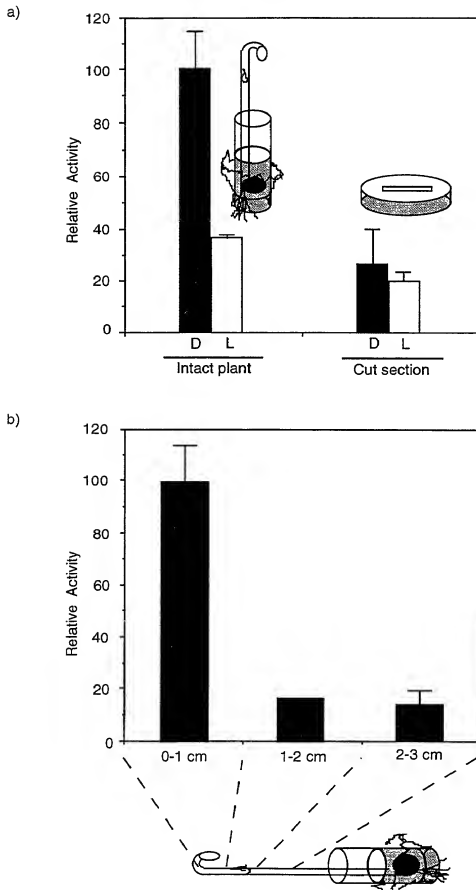 a)
120
100
80
60
40
20
0
Relative Activity
D L D L
Intact plant Cut section
b)
120
100
80
60
40
20
0
Relative Activity
0-1 cm 1-2 cm 2-3 cm